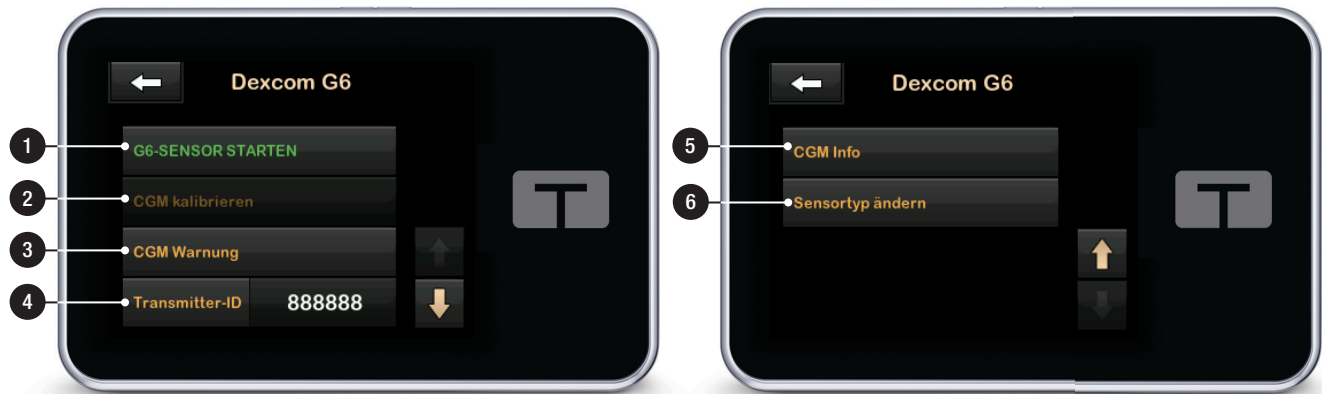 Dexcom G6
1 G6-SENSOR STARTEN
2 CGM kalibrieren
3 CGM Warnung
4 Transmitter-ID 888888
Dexcom G6
5 CGM Info
6 Sensortyp ändern